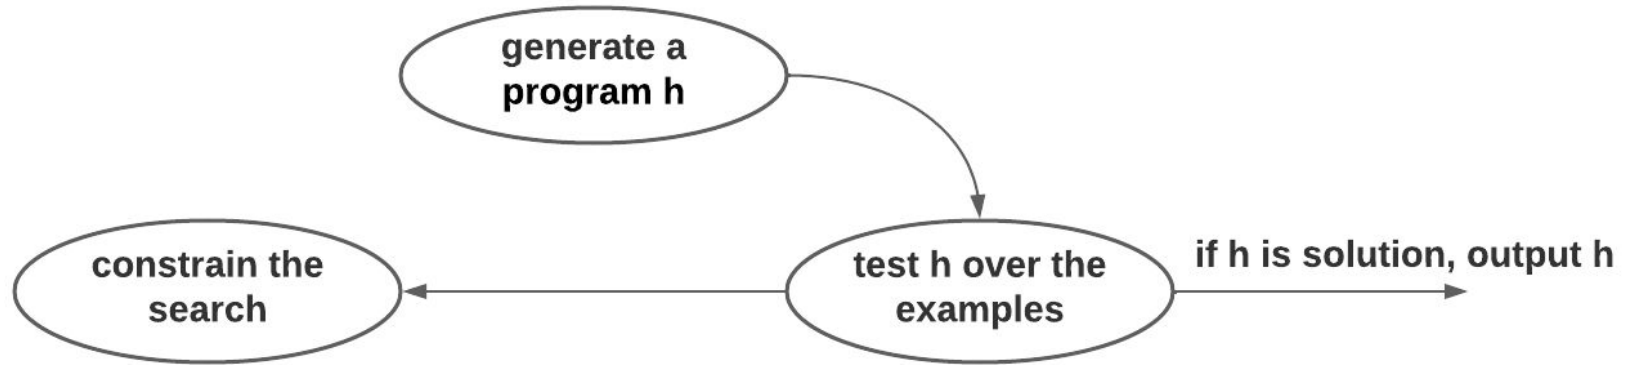 generate a
program h
constrain the
search
test h over the
examples
if h is solution, output h